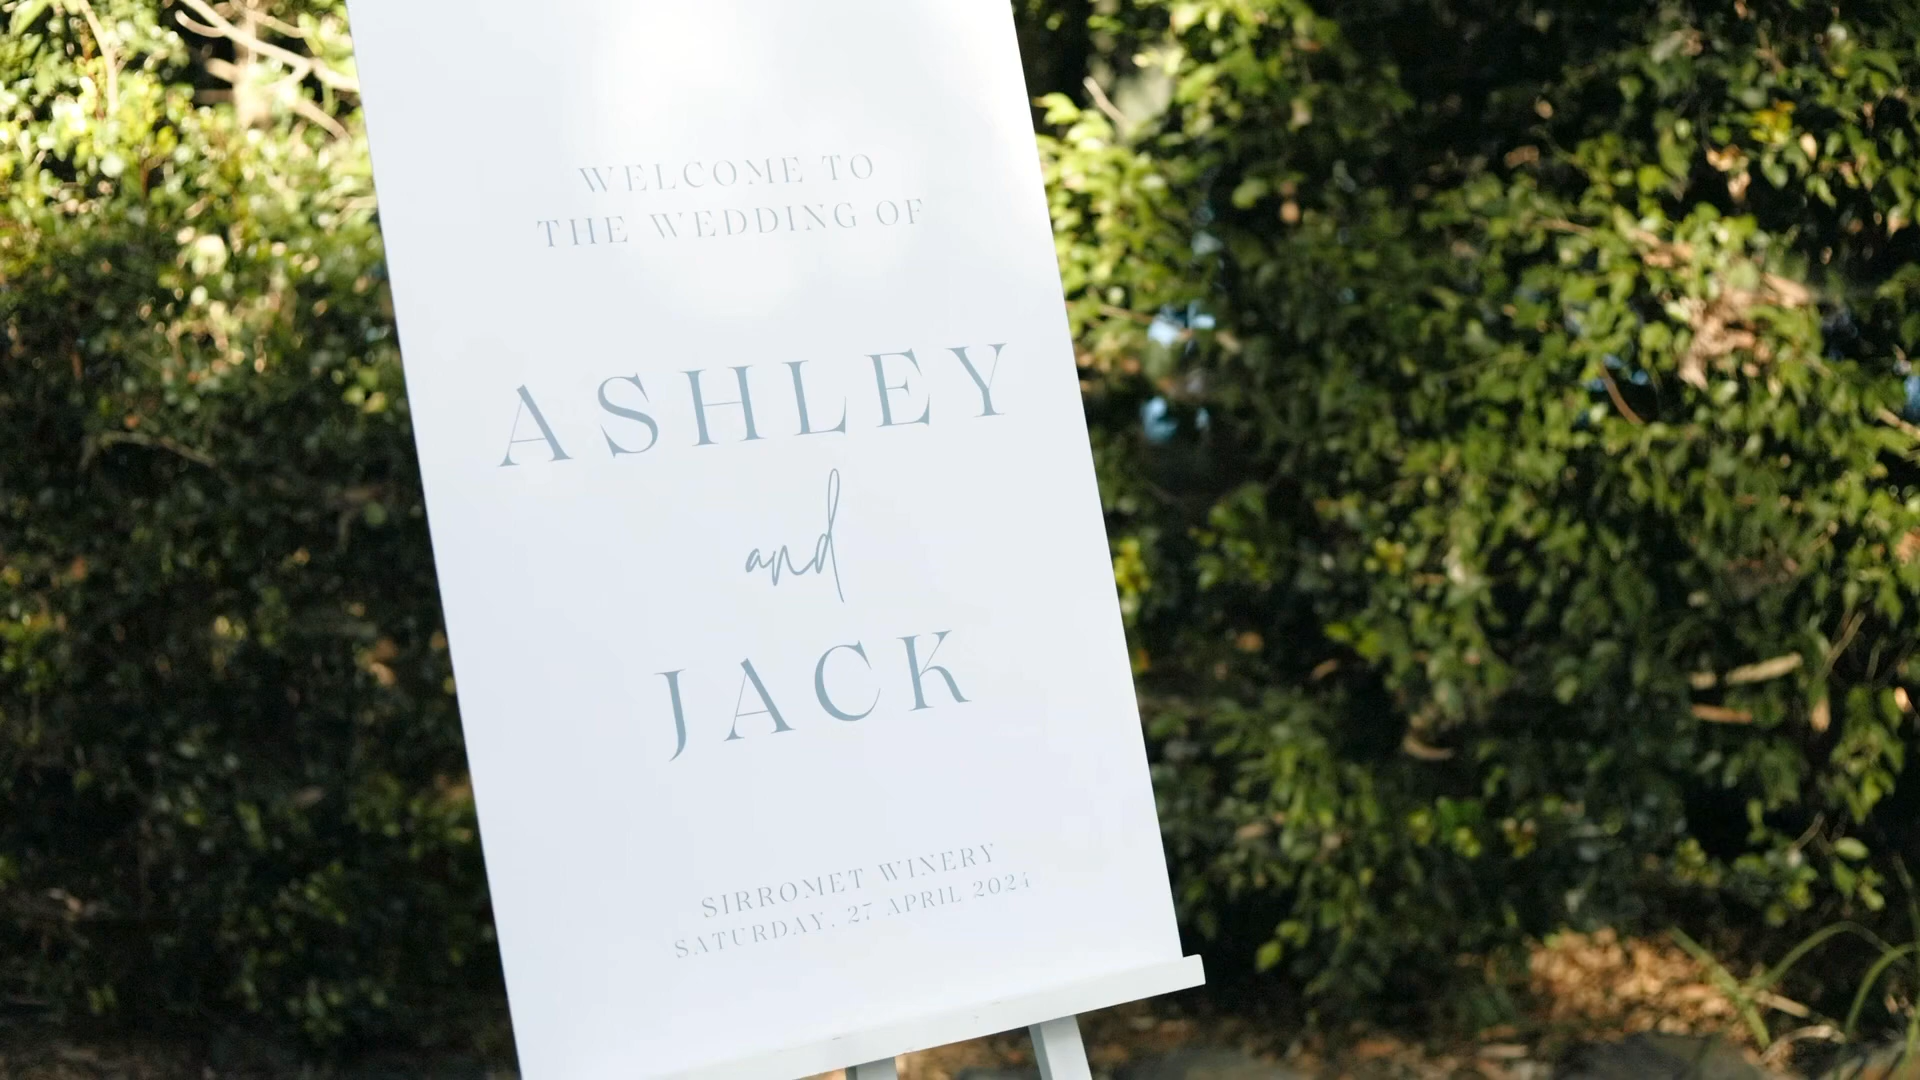 WELCOME TO
THE WEDDING OF
ASHLEY
and
JACK
SIRROMET WINERY
SATURDAY, 27 APRIL 2024